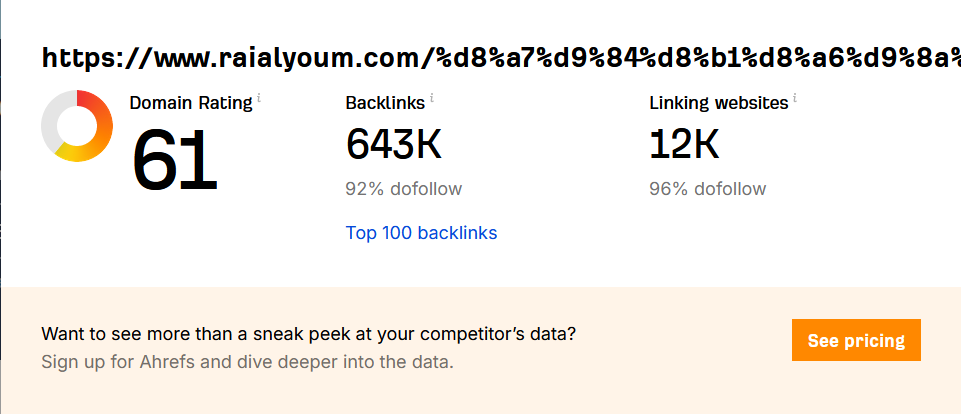 https://www.raialyoum.com/%d8%a7%d9%84%d8%b1%d8%a6%d9%8a%
Domain Rating i
61
Backlinks i
643K
92% dofollow
Top 100 backlinks
Linking websites i
12K
96% dofollow
Want to see more than a sneak peek at your competitor’s data?
Sign up for Ahrefs and dive deeper into the data.
See pricing